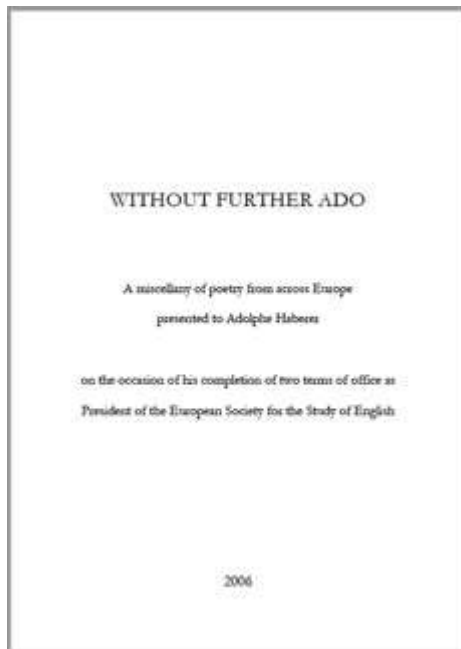 WITHOUT FURTHER ADO
A miscellany of poetry from across Europe
presented to Adolphe Haberer
on the occasion of his completion of two terms of office as
President of the European Society for the Study of English
2006